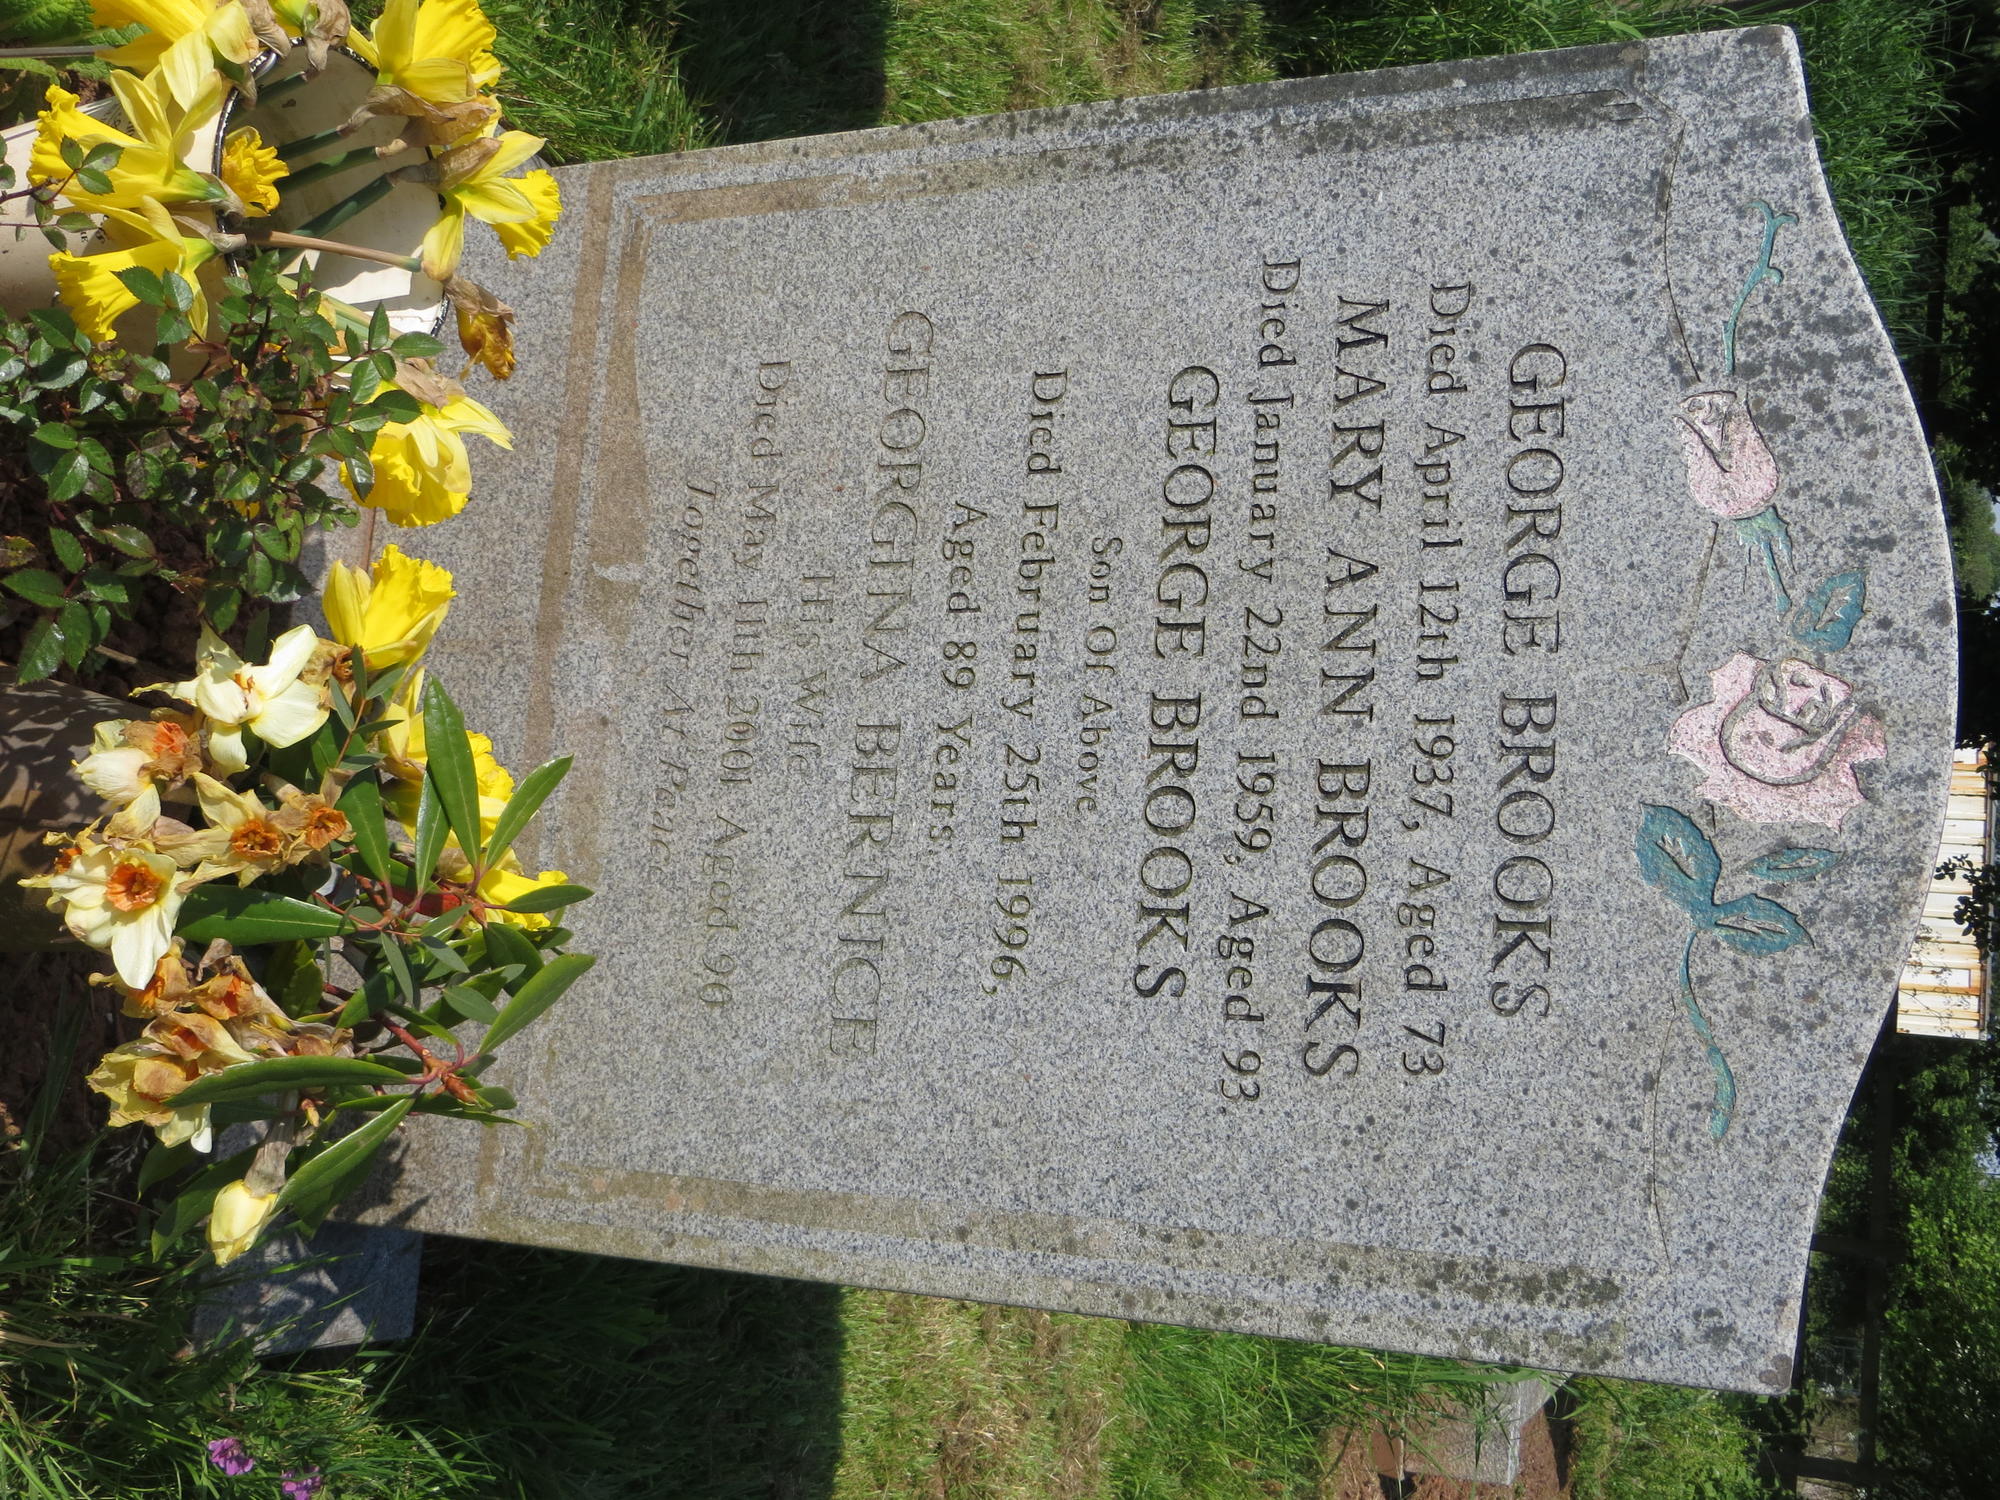 GEORGE BROOKS
Died April 12th 1937, Aged 73
MARY ANN BROOKS
Died January 22nd 1959, Aged 93
GEORGE BROOKS
Son Of Above
Died February 25th 1996,
Aged 89 Years
GEORGINA BERNICE
His Wife
Died May 11th 2001 Aged 96
Together At Peace